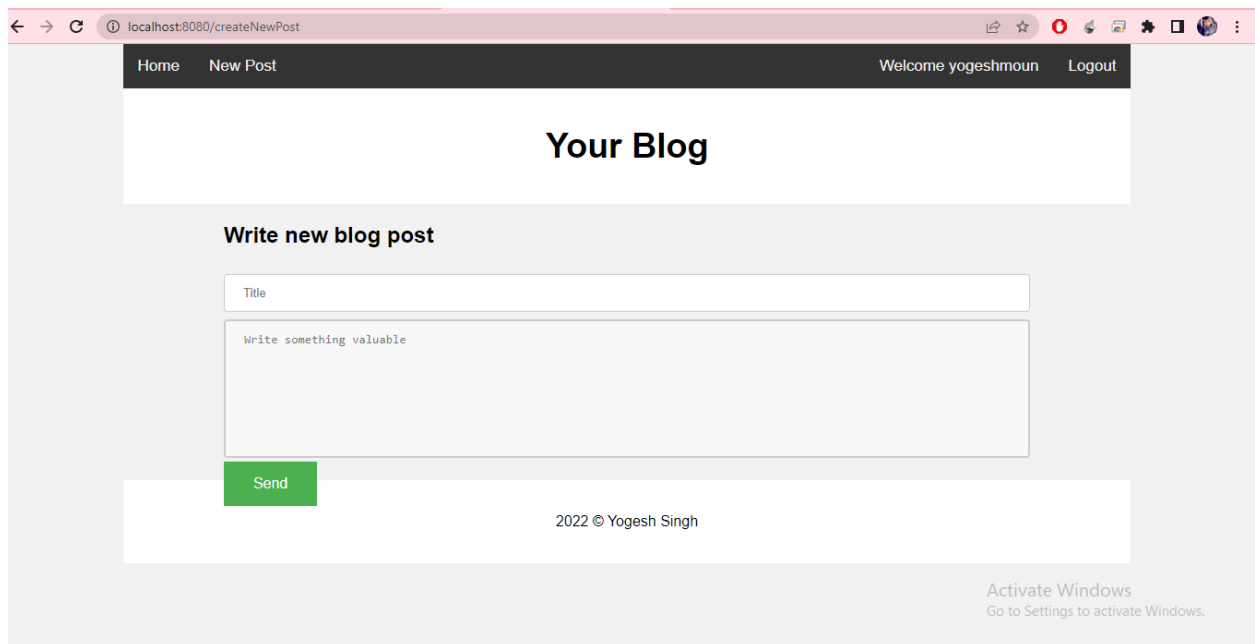 localhost:8080/createNewPost
Home New Post Welcome yogeshmoun Logout
Your Blog
Write new blog post
Title
Write something valuable
Send
2022 © Yogesh Singh
Activate Windows
Go to Settings to activate Windows.